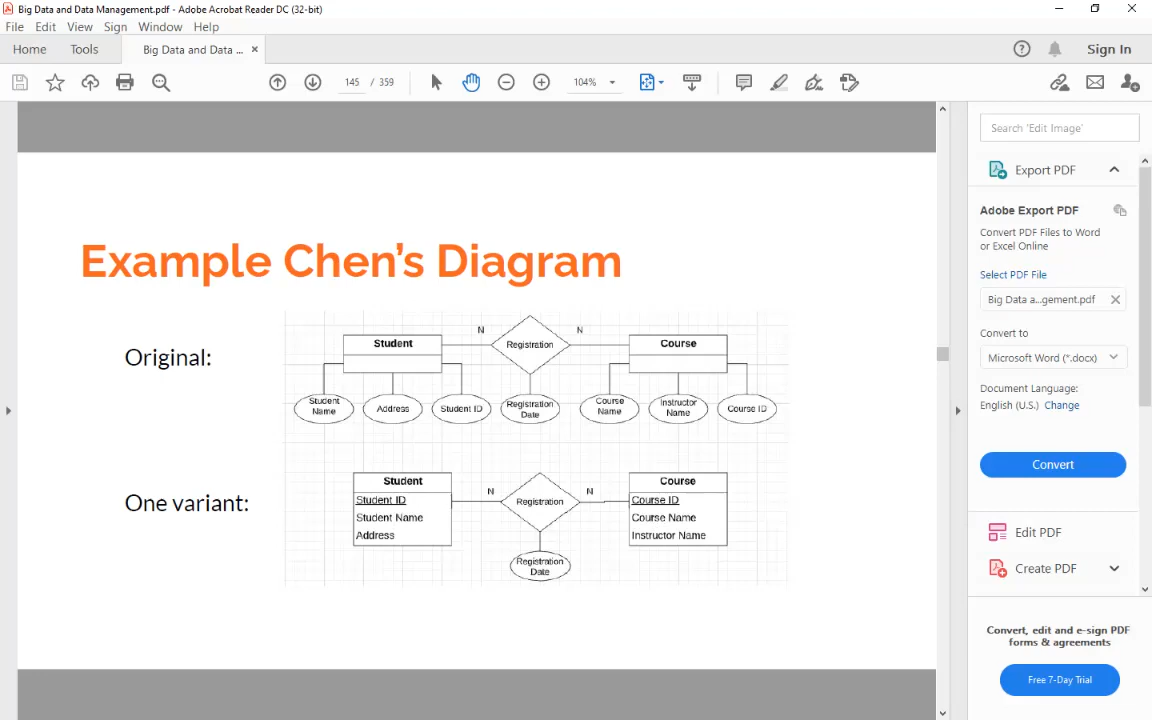 Big Data and Data Management.pdf - Adobe Acrobat Reader DC (32-bit)
File Edit View Sign Window Help
Home Tools Big Data and Data ... × Sign In
145 / 359 104%
Example Chen's Diagram
Original:
N N
Student Registration Course
Student Name
Address
Student ID
Registration Date
Course Name
Instructor Name
Course ID
One variant:
Student
Student ID
Student Name
Address
N Registration N
Registration Date
Course
Course ID
Course Name
Instructor Name
Search 'Edit Image'
Export PDF
Adobe Export PDF
Convert PDF Files to Word
or Excel Online
Select PDF File
Big Data a...gement.pdf
Convert to
Microsoft Word (*.docx)
Document Language:
English (U.S.) Change
Convert
Edit PDF
Create PDF
Convert, edit and e-sign PDF
forms & agreements
Free 7-Day Trial